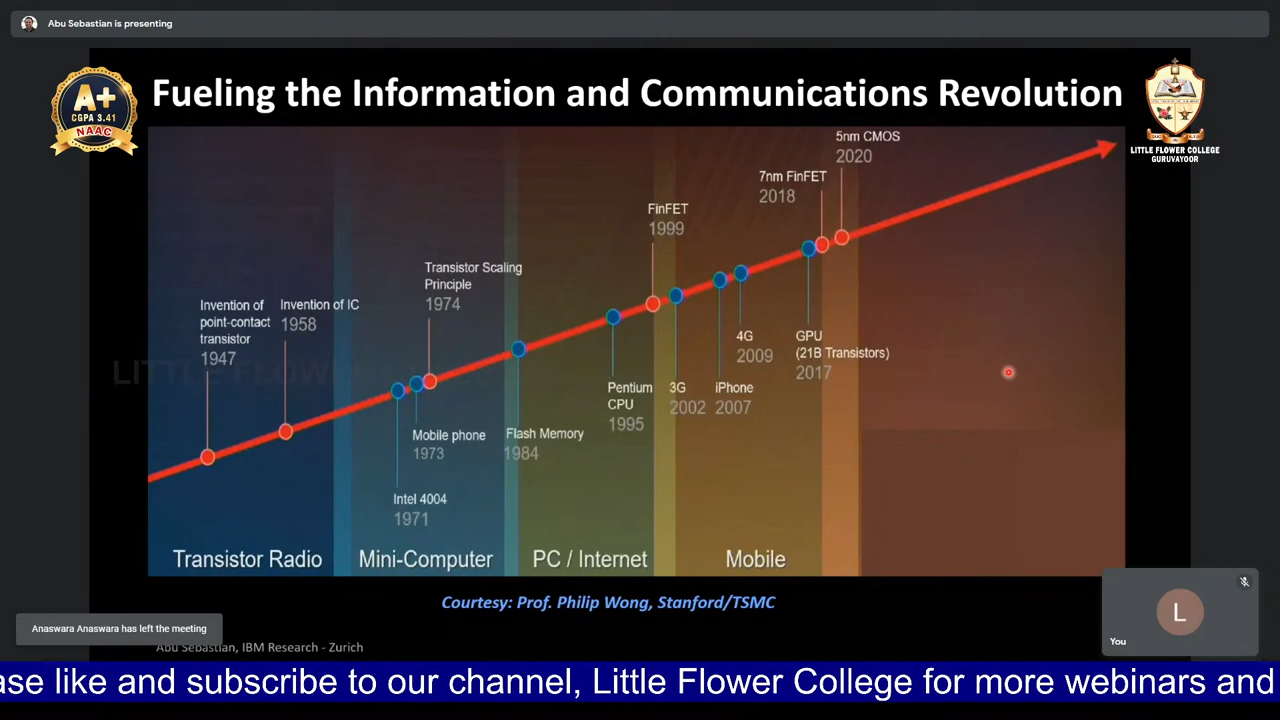 Abu Sebastian is presenting
A+
CGPA 3.41
NAAC
Fueling the Information and Communications Revolution
LITTLE FLOWER COLLEGE
GURUVAYOOR
5nm CMOS
2020
7nm FinFET
2018
FinFET
1999
Transistor Scaling
Principle
1974
Invention of
point-contact
transistor
1947
Invention of IC
1958
4G
2009
GPU
(21B Transistors)
2017
Pentium
CPU
1995
3G
2002
iPhone
2007
Mobile phone
1973
Flash Memory
1984
Intel 4004
1971
LITTLE FLOWER
Transistor Radio
Mini-Computer
PC / Internet
Mobile
Courtesy: Prof. Philip Wong, Stanford/TSMC
L
You
Anaswara Anaswara has left the meeting
Abu Sebastian, IBM Research - Zurich
ase like and subscribe to our channel, Little Flower College for more webinars and